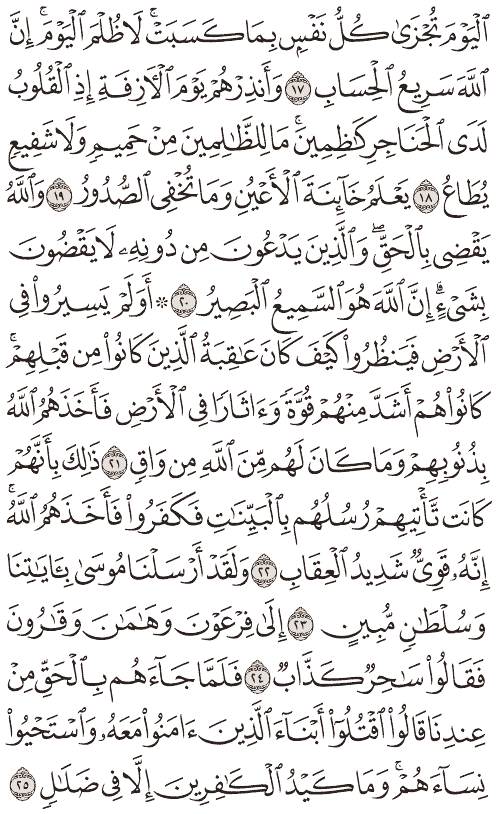 ٱلۡيَوۡمَ تُجۡزَىٰ كُلُّ نَفۡسِۭ بِمَا كَسَبَتۡۚ لَا ظُلۡمَ ٱلۡيَوۡمَۚ إِنَّ
ٱللَّهَ سَرِيعُ ٱلۡحِسَابِ ١٧ وَأَنذِرۡهُمۡ يَوۡمَ ٱلۡأٓزِفَةِ إِذِ ٱلۡقُلُوبُ
لَدَى ٱلۡحَنَاجِرِ كَٰظِمِينَۚ مَا لِلظَّٰلِمِينَ مِنۡ حَمِيمٖ وَلَا شَفِيعٖ
يُطَاعُ ١٨ يَعۡلَمُ خَآئِنَةَ ٱلۡأَعۡيُنِ وَمَا تُخۡفِي ٱلصُّدُورُ ١٩ وَٱللَّهُ
يَقۡضِي بِٱلۡحَقِّۖ وَٱلَّذِينَ يَدۡعُونَ مِن دُونِهِۦ لَا يَقۡضُونَ
بِشَيۡءٍۗ إِنَّ ٱللَّهَ هُوَ ٱلسَّمِيعُ ٱلۡبَصِيرُ ٢٠ ۞ أَوَلَمۡ يَسِيرُواْ فِي
ٱلۡأَرۡضِ فَيَنظُرُواْ كَيۡفَ كَانَ عَٰقِبَةُ ٱلَّذِينَ كَانُواْ مِن قَبۡلِهِمۡۚ
كَانُواْ هُمۡ أَشَدَّ مِنۡهُمۡ قُوَّةٗ وَءَاثَارٗا فِي ٱلۡأَرۡضِ فَأَخَذَهُمُ ٱللَّهُ
بِذُنُوبِهِمۡ وَمَا كَانَ لَهُم مِّنَ ٱللَّهِ مِن وَاقٖ ٢١ ذَٰلِكَ بِأَنَّهُمۡ
كَانَت تَّأۡتِيهِمۡ رُسُلُهُم بِٱلۡبَيِّنَٰتِ فَكَفَرُواْ فَأَخَذَهُمُ ٱللَّهُۚ
إِنَّهُۥ قَوِيّٞ شَدِيدُ ٱلۡعِقَابِ ٢٢ وَلَقَدۡ أَرۡسَلۡنَا مُوسَىٰ بِـَٔايَٰتِنَا
وَسُلۡطَٰنٖ مُّبِينٍ ٢٣ إِلَىٰ فِرۡعَوۡنَ وَهَٰمَٰنَ وَقَٰرُونَ
فَقَالُواْ سَٰحِرٞ كَذَّابٞ ٢٤ فَلَمَّا جَآءَهُم بِٱلۡحَقِّ مِنۡ
عِندِنَا قَالُواْ ٱقۡتُلُوٓاْ أَبۡنَآءَ ٱلَّذِينَ ءَامَنُواْ مَعَهُۥ وَٱسۡتَحۡيُواْ
نِسَآءَهُمۡۚ وَمَا كَيۡدُ ٱلۡكَٰفِرِينَ إِلَّا فِي ضَلَٰلٖ ٢٥